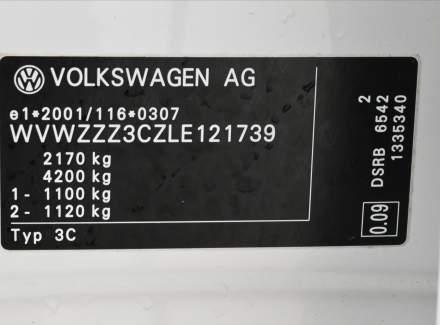 VOLKSWAGEN AG
e1*2001/116*0307
WVWZZZ3CZLE121739
2170 kg
4200 kg
1- 1100 kg
2- 1120 kg
Typ 3C
2
DSRB 6542
1335340
0.09